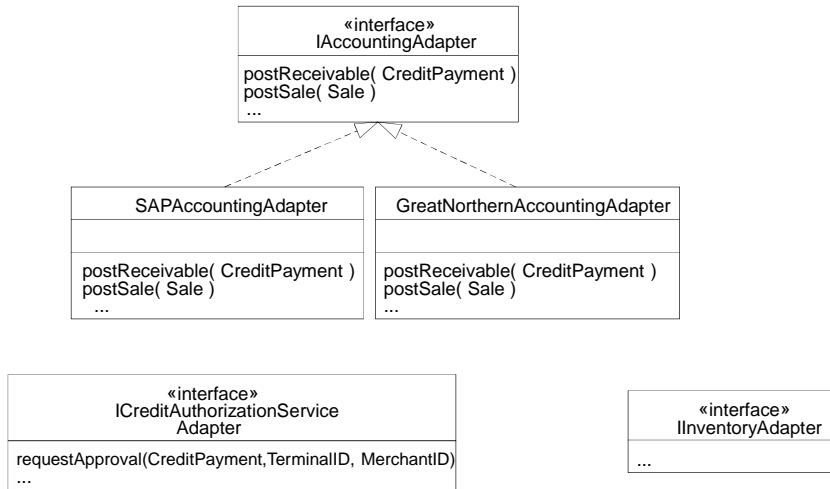 «interface»
IAccountingAdapter
postReceivable( CreditPayment )
postSale( Sale )
...
SAPAccountingAdapter
postReceivable( CreditPayment )
postSale( Sale )
...
GreatNorthernAccountingAdapter
postReceivable( CreditPayment )
postSale( Sale )
...
«interface»
ICreditAuthorizationService
Adapter
requestApproval(CreditPayment,TerminalID, MerchantID)
...
«interface»
IInventoryAdapter
...